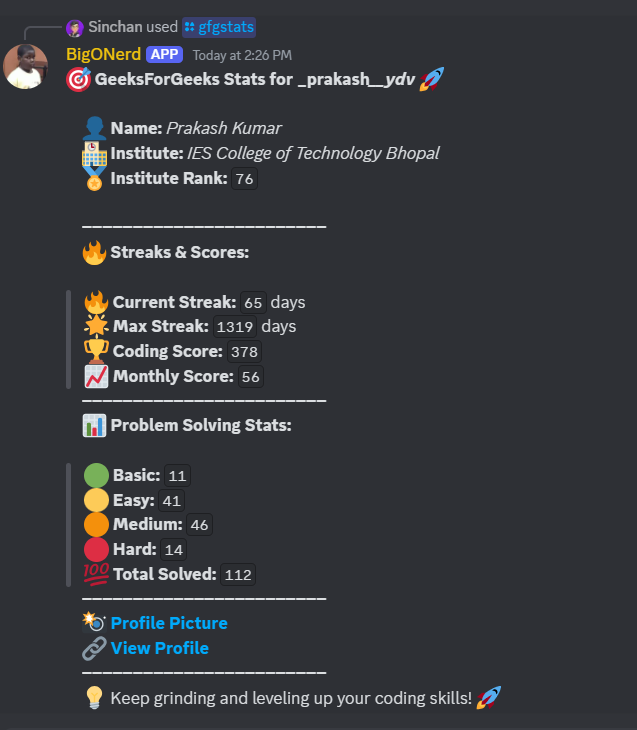 Sinchan used gfgstats
BigONerd APP Today at 2:26 PM
GeeksForGeeks Stats for _prakash__ydv
Name: Prakash Kumar
Institute: IES College of Technology Bhopal
Institute Rank: 76
Streaks & Scores:
Current Streak: 65 days
Max Streak: 1319 days
Coding Score: 378
Monthly Score: 56
Problem Solving Stats:
Basic: 11
Easy: 41
Medium: 46
Hard: 14
💯 Total Solved: 112
Profile Picture
View Profile
Keep grinding and leveling up your coding skills!